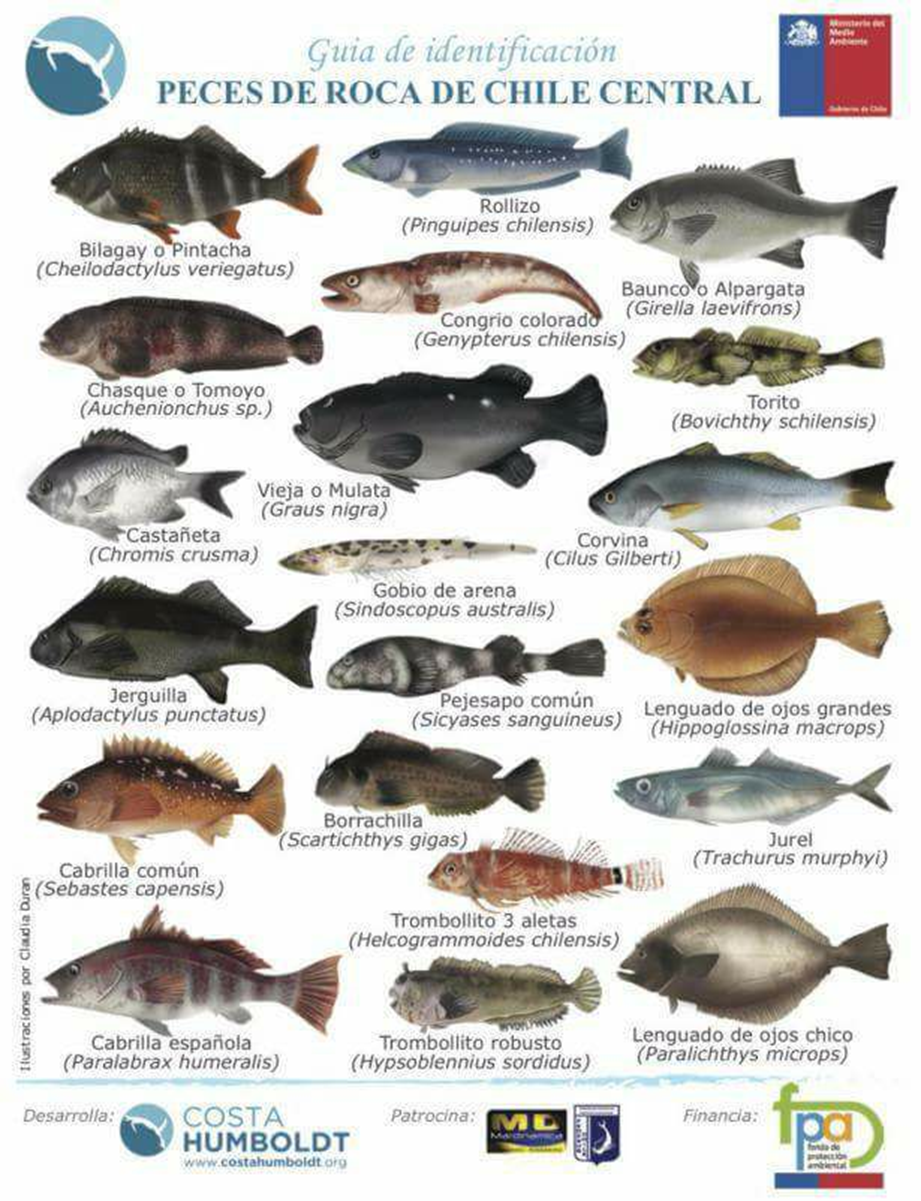 Guia de identificación
PECES DE ROCA DE CHILE CENTRAL
Ministerio del
Medio
Ambiente
Gobierno de Chile
Bilagay o Pintacha
(Cheilodactylus veriegatus)
Rollizo
(Pinguipes chilensis)
Baunco o Alpargata
(Girella laevifrons)
Congrio colorado
(Genypterus chilensis)
Chasque o Tomoyo
(Auchenionchus sp.)
Torito
(Bovichthy schilensis)
Vieja o Mulata
(Graus nigra)
Castañeta
(Chromis crusma)
Corvina
(Cilus Gilberti)
Gobio de arena
(Sindoscopus australis)
Jerguilla
(Aplodactylus punctatus)
Pejesapo común
(Sicyases sanguineus)
Lenguado de ojos grandes
(Hippoglossina macrops)
Borrachilla
(Scartichthys gigas)
Jurel
(Trachurus murphyi)
Cabrilla común
(Sebastes capensis)
Trombollito 3 aletas
(Helcogrammoides chilensis)
Cabrilla española
(Paralabrax humeralis)
Trombollito robusto
(Hypsoblennius sordidus)
Lenguado de ojos chico
(Paralichthys microps)
Ilustraciones por Claudia Duran
Desarrolla:
COSTA
HUMBOLDT
www.costahumboldt.org
Patrocina:
MD
Mardinamica
Financia:
fpa
fondo de
protección
ambiental